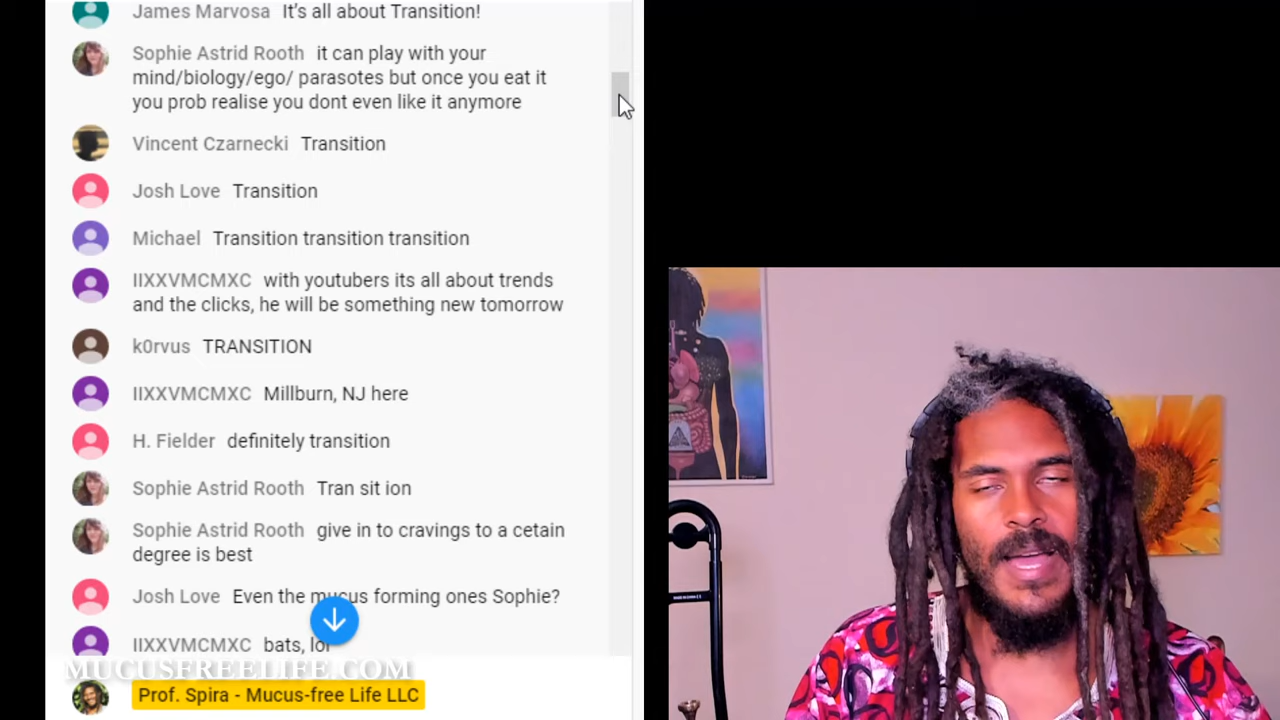 James Marvosa It's all about Transition!
Sophie Astrid Rooth it can play with your
mind/biology/ego/ parasotes but once you eat it
you prob realise you dont even like it anymore
Vincent Czarnecki Transition
Josh Love Transition
Michael Transition transition transition
IIXXVMCMXC with youtubers its all about trends
and the clicks, he will be something new tomorrow
k0rvus TRANSITION
IIXXVMCMXC Millburn, NJ here
H. Fielder definitely transition
Sophie Astrid Rooth Tran sit ion
Sophie Astrid Rooth give in to cravings to a cetain
degree is best
Josh Love Even the mucus forming ones Sophie?
IIXXVMCMXC bats, lol
MUCUSFREELIFE.COM
Prof. Spira - Mucus-free Life LLC